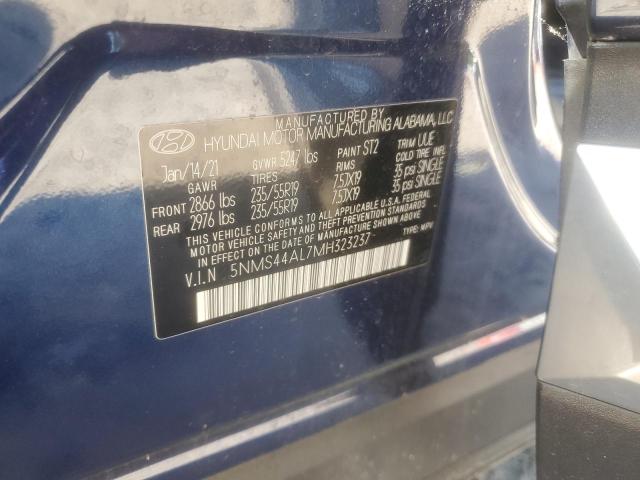 MANUFACTURED BY
HYUNDAI MOTOR MANUFACTURING ALABAMA, LLC
Jan/14/21 GVWR 5247 lbs PAINT ST2 TRIM UUE
GAWR TIRES RIMS COLD TIRE INFL
FRONT 2866 lbs 235/55R19 7.5JX19 35 psi SINGLE
REAR 2976 lbs 235/55R19 7.5JX19 35 psi SINGLE
THIS VEHICLE CONFORMS TO ALL APPLICABLE U.S.A FEDERAL
MOTOR VEHICLE SAFETY AND THEFT PREVENTION STANDARDS
IN EFFECT ON THE DATE OF MANUFACTURE SHOWN ABOVE.
V.I.N 5NMS44AL7MH323237 TYPE: MPV